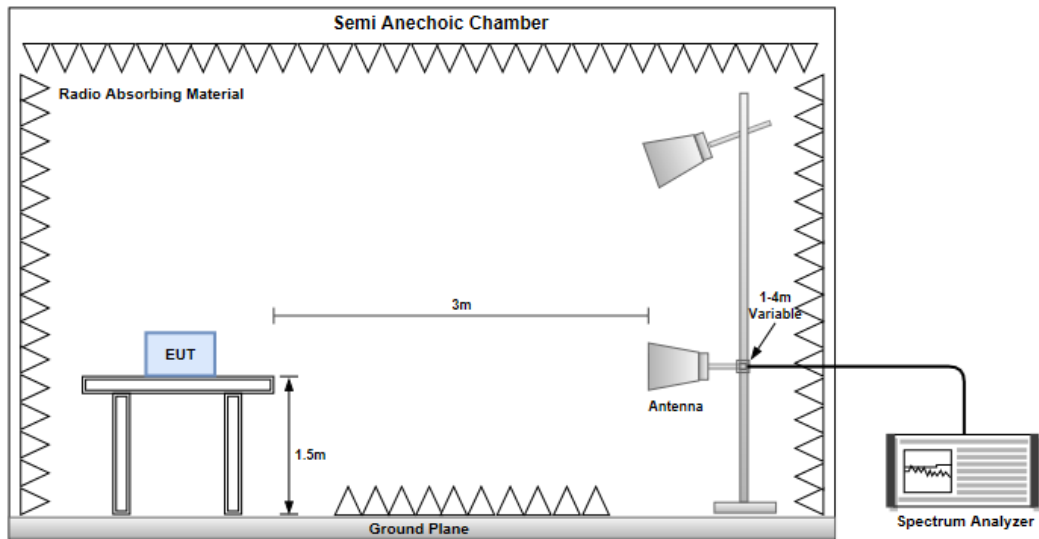 Semi Anechoic Chamber
Radio Absorbing Material
3m
1-4m
Variable
EUT
Antenna
1.5m
Ground Plane
Spectrum Analyzer